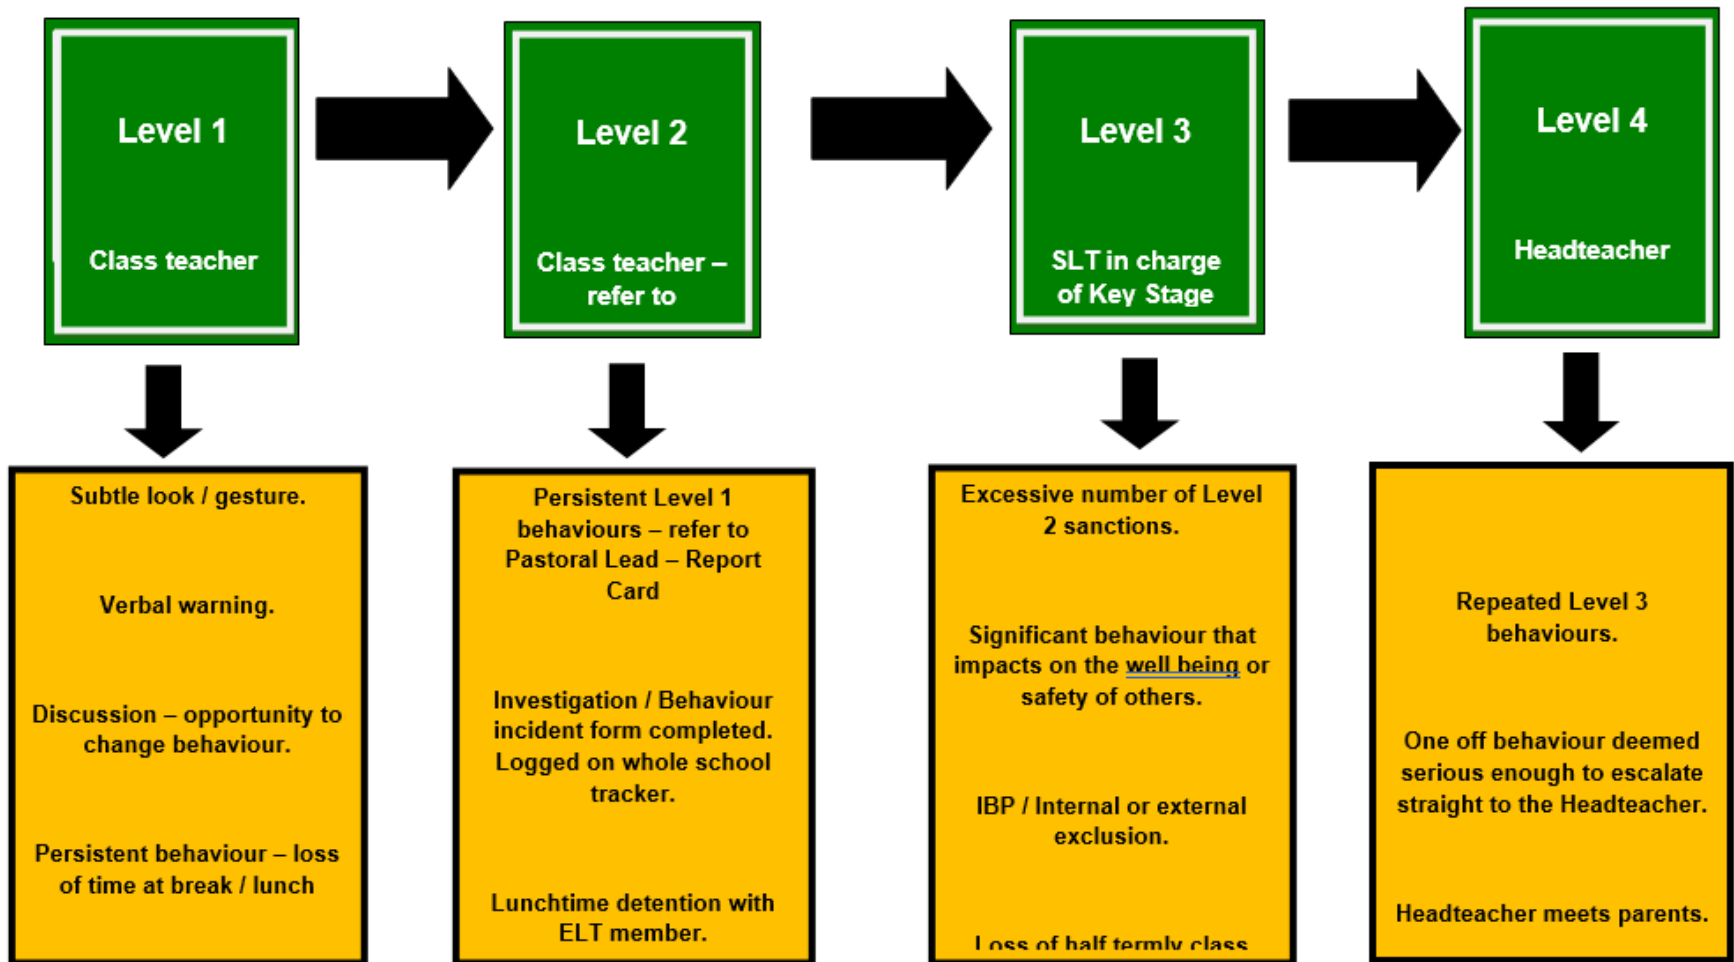 Level 1
Class teacher
Level 2
Class teacher –
refer to
Level 3
SLT in charge
of Key Stage
Level 4
Headteacher
Subtle look / gesture.
Verbal warning.
Discussion – opportunity to
change behaviour.
Persistent behaviour – loss
of time at break / lunch
Persistent Level 1
behaviours – refer to
Pastoral Lead – Report
Card
Investigation / Behaviour
incident form completed.
Logged on whole school
tracker.
Lunchtime detention with
ELT member.
Excessive number of Level
2 sanctions.
Significant behaviour that
impacts on the well being or
safety of others.
IBP / Internal or external
exclusion.
Loss of half termly class
Repeated Level 3
behaviours.
One off behaviour deemed
serious enough to escalate
straight to the Headteacher.
Headteacher meets parents.